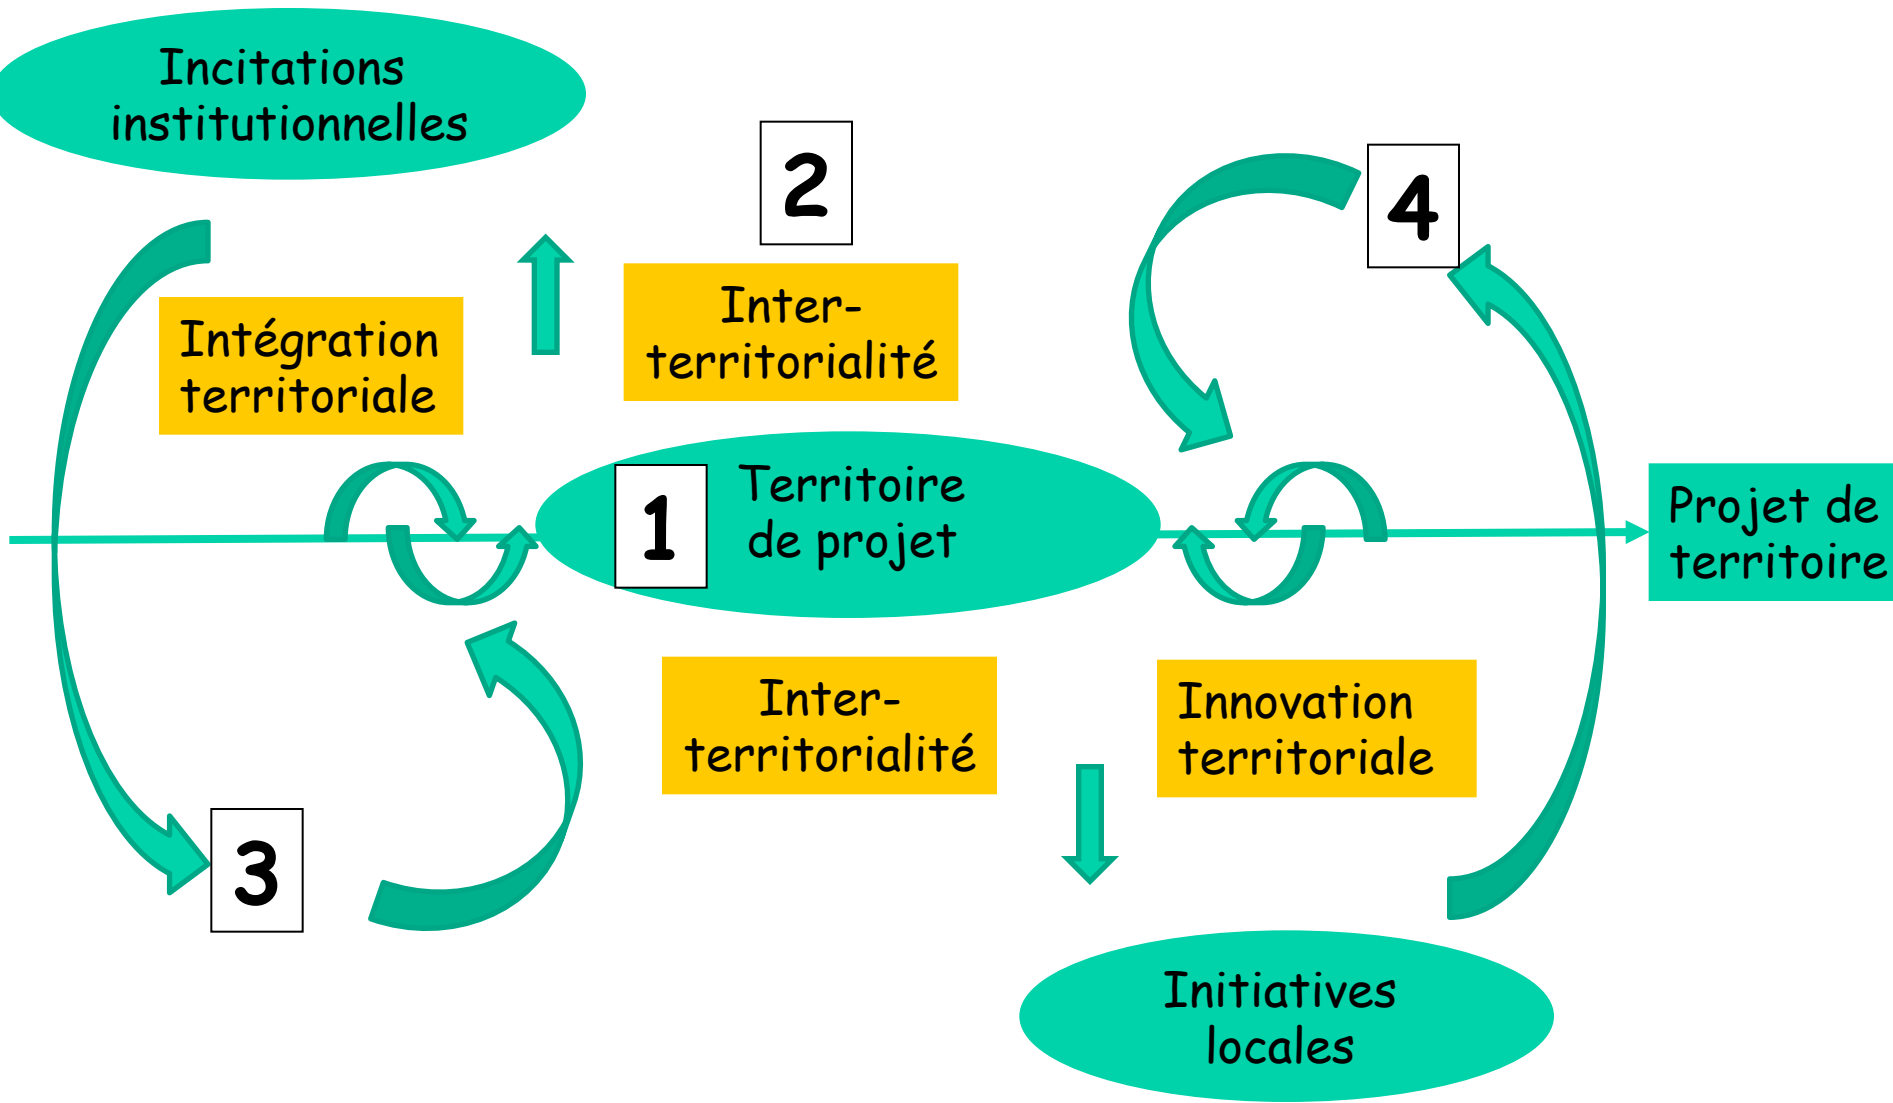 Incitations
institutionnelles
2
4
Inter-
territorialité
Intégration
territoriale
1
Territoire
de projet
Projet de
territoire
Inter-
territorialité
Innovation
territoriale
3
Initiatives
locales